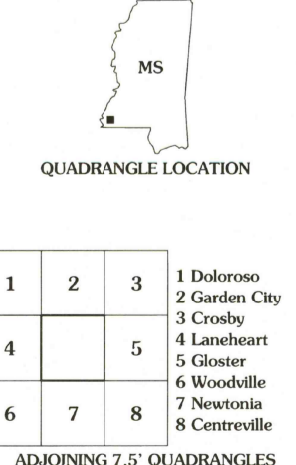 MS
QUADRANGLE LOCATION
1 2 3
4 5
6 7 8
1 Doloroso
2 Garden City
3 Crosby
4 Laneheart
5 Gloster
6 Woodville
7 Newtonia
8 Centreville
ADJOINING 7.5' QUADRANGLES